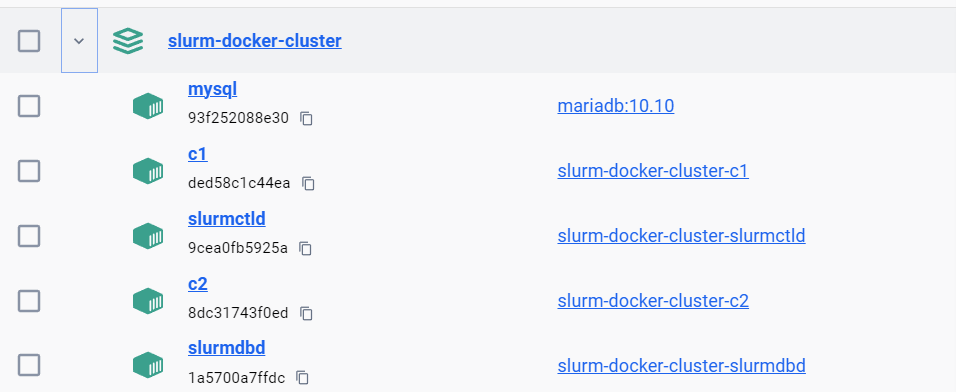 slurm-docker-cluster
mysql
93f252088e30
mariadb:10.10
c1
ded58c1c44ea
slurm-docker-cluster-c1
slurmctld
9cea0fb5925a
slurm-docker-cluster-slurmctld
c2
8dc31743f0ed
slurm-docker-cluster-c2
slurmdbd
1a5700a7ffdc
slurm-docker-cluster-slurmdbd